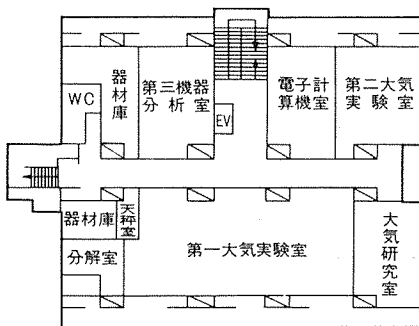 器材庫
第三機器
分析室
電子計
算機室
第二大気
実験室
WC
EV
器材庫
天秤室
分解室
第一大気実験室
大気研究室